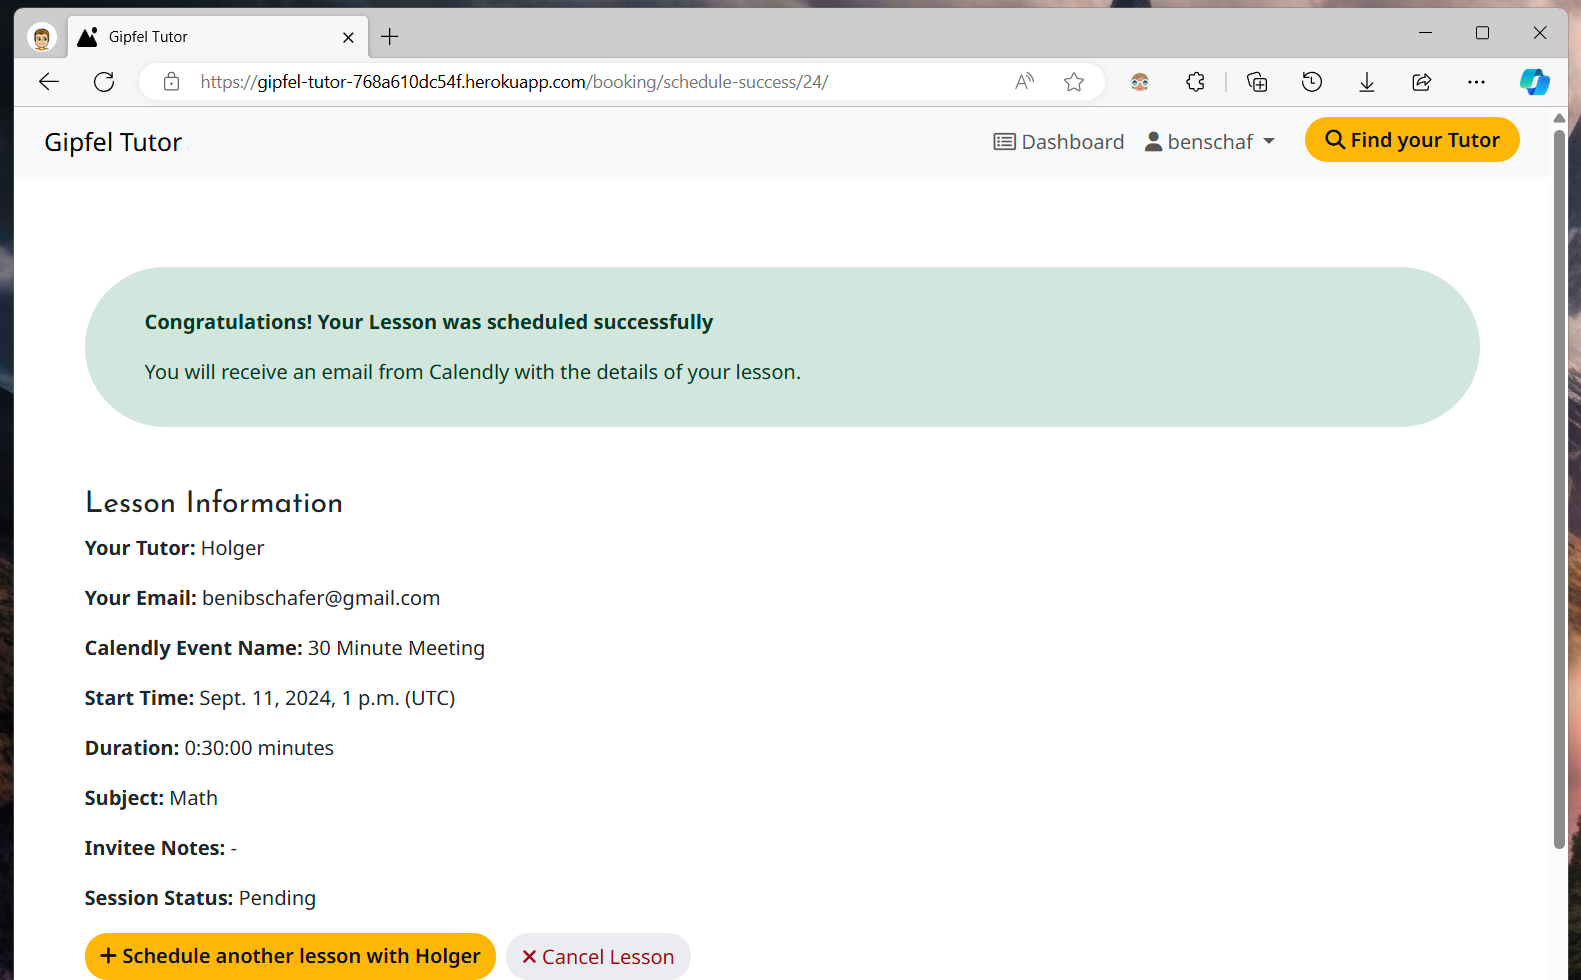 Gipfel Tutor
https://gipfel-tutor-768a610dc54f.herokuapp.com/booking/schedule-success/24/
Gipfel Tutor
Dashboard
benschaf
Find your Tutor
Congratulations! Your Lesson was scheduled successfully
You will receive an email from Calendly with the details of your lesson.
Lesson Information
Your Tutor: Holger
Your Email: benibschafer@gmail.com
Calendly Event Name: 30 Minute Meeting
Start Time: Sept. 11, 2024, 1 p.m. (UTC)
Duration: 0:30:00 minutes
Subject: Math
Invitee Notes: -
Session Status: Pending
Schedule another lesson with Holger
Cancel Lesson